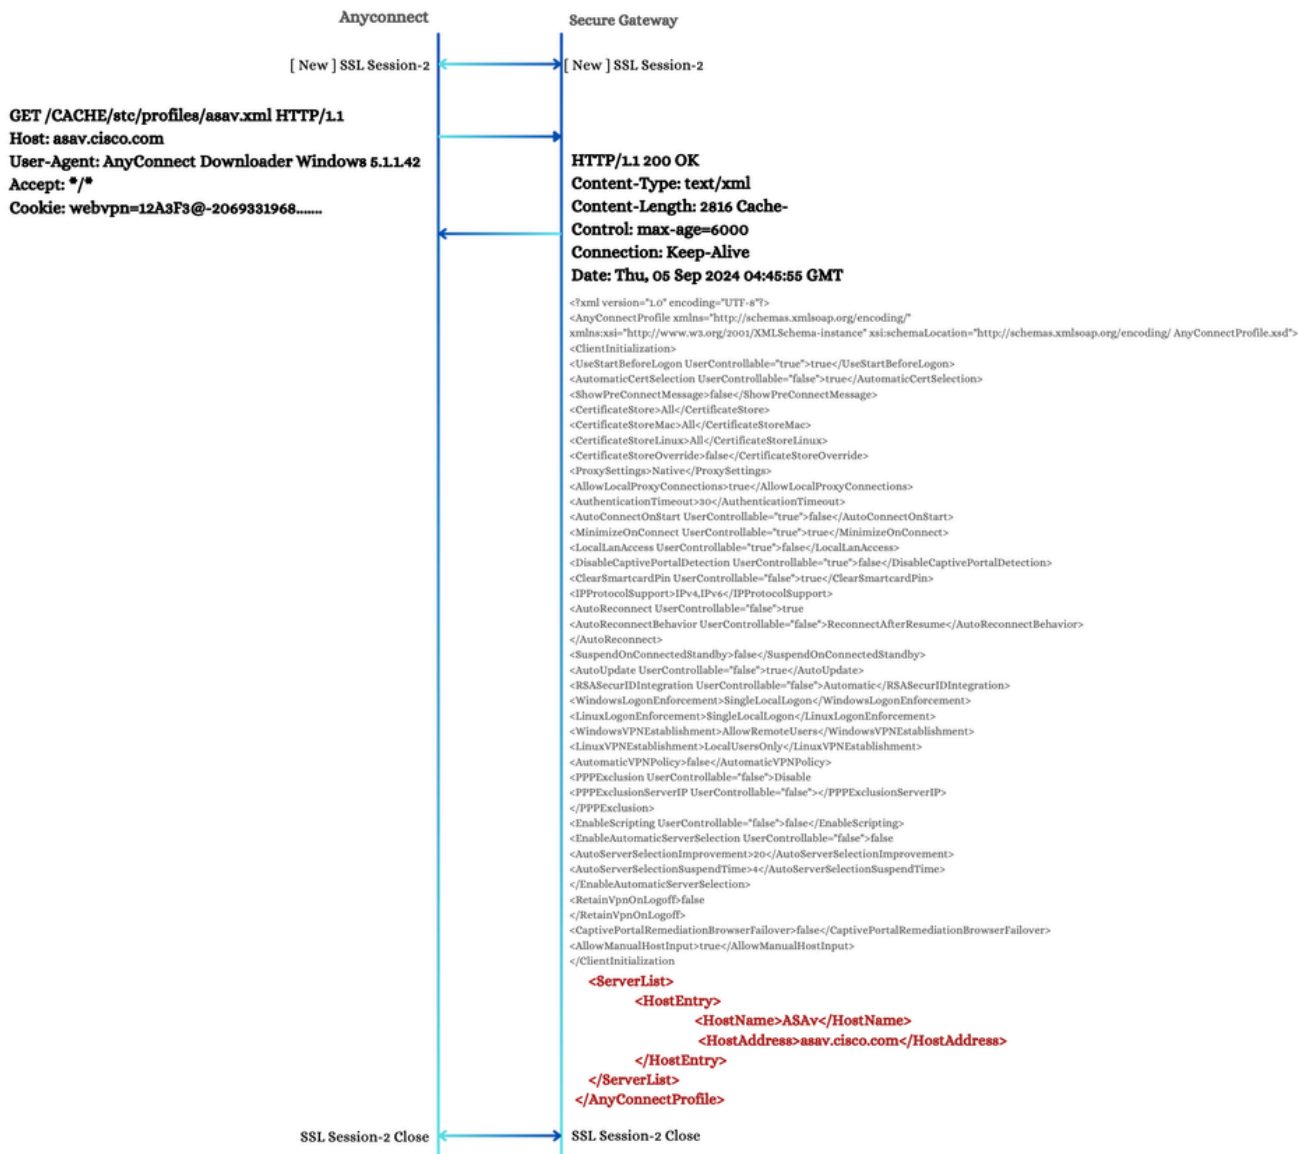 Anyconnect
Secure Gateway
[ New ] SSL Session-2
[ New ] SSL Session-2
GET /CACHE/stc/profiles/asav.xml HTTP/1.1
Host: asav.cisco.com
User-Agent: AnyConnect Downloader Windows 5.1.1.42
Accept: */*
Cookie: webvpn=12A3F3@-2069331968.......
HTTP/1.1 200 OK
Content-Type: text/xml
Content-Length: 2816 Cache-
Control: max-age=6000
Connection: Keep-Alive
Date: Thu, 05 Sep 2024 04:45:55 GMT
<?xml version="1.0" encoding="UTF-8"?>
<AnyConnectProfile xmlns="http://schemas.xmlsoap.org/encoding/"
xmlns:xsi="http://www.w3.org/2001/XMLSchema-instance" xsi:schemaLocation="http://schemas.xmlsoap.org/encoding/ AnyConnectProfile.xsd">
<ClientInitialization>
<UseStartBeforeLogon UserControllable="true">true</UseStartBeforeLogon>
<AutomaticCertSelection UserControllable="false">true</AutomaticCertSelection>
<ShowPreConnectMessage>false</ShowPreConnectMessage>
<CertificateStore>All</CertificateStore>
<CertificateStoreMac>All</CertificateStoreMac>
<CertificateStoreLinux>All</CertificateStoreLinux>
<CertificateStoreOverride>false</CertificateStoreOverride>
<ProxySettings>Native</ProxySettings>
<AllowLocalProxyConnections>true</AllowLocalProxyConnections>
<AuthenticationTimeout>30</AuthenticationTimeout>
<AutoConnectOnStart UserControllable="true">false</AutoConnectOnStart>
<MinimizeOnConnect UserControllable="true">true</MinimizeOnConnect>
<LocalLanAccess UserControllable="true">false</LocalLanAccess>
<DisableCaptivePortalDetection UserControllable="true">false</DisableCaptivePortalDetection>
<ClearSmartcardPin UserControllable="false">true</ClearSmartcardPin>
<IPProtocolSupport>IPv4,IPv6</IPProtocolSupport>
<AutoReconnect UserControllable="false">true
<AutoReconnectBehavior UserControllable="false">ReconnectAfterResume</AutoReconnectBehavior>
</AutoReconnect>
<SuspendOnConnectedStandby>false</SuspendOnConnectedStandby>
<AutoUpdate UserControllable="false">true</AutoUpdate>
<RSASecurIDIntegration UserControllable="false">Automatic</RSASecurIDIntegration>
<WindowsLogonEnforcement>SingleLocalLogon</WindowsLogonEnforcement>
<LinuxLogonEnforcement>SingleLocalLogon</LinuxLogonEnforcement>
<WindowsVPNEstablishment>AllowRemoteUsers</WindowsVPNEstablishment>
<LinuxVPNEstablishment>LocalUsersOnly</LinuxVPNEstablishment>
<AutomaticVPNPolicy>false</AutomaticVPNPolicy>
<PPPExclusion UserControllable="false">Disable
<PPPExclusionServerIP UserControllable="false"></PPPExclusionServerIP>
</PPPExclusion>
<EnableScripting UserControllable="false">false</EnableScripting>
<EnableAutomaticServerSelection UserControllable="false">false
<AutoServerSelectionImprovement>20</AutoServerSelectionImprovement>
<AutoServerSelectionSuspendTime>4</AutoServerSelectionSuspendTime>
</EnableAutomaticServerSelection>
<RetainVpnOnLogoff>false
</RetainVpnOnLogoff>
<CaptivePortalRemediationBrowserFailover>false</CaptivePortalRemediationBrowserFailover>
<AllowManualHostInput>true</AllowManualHostInput>
</ClientInitialization
<ServerList>
<HostEntry>
<HostName>ASAv</HostName>
<HostAddress>asav.cisco.com</HostAddress>
</HostEntry>
</ServerList>
</AnyConnectProfile>
SSL Session-2 Close
SSL Session-2 Close